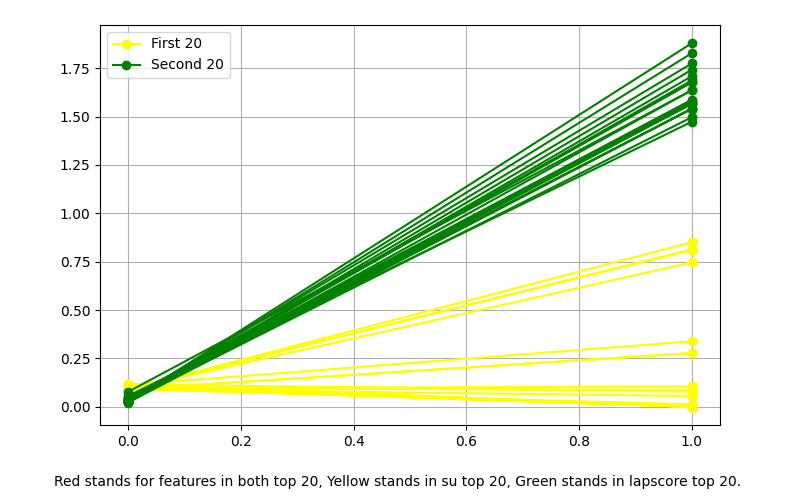 First 20
Second 20
1.75
1.50
1.25
1.00
0.75
0.50
0.25
0.00
0.0 0.2 0.4 0.6 0.8 1.0
Red stands for features in both top 20, Yellow stands in su top 20, Green stands in lapscore top 20.